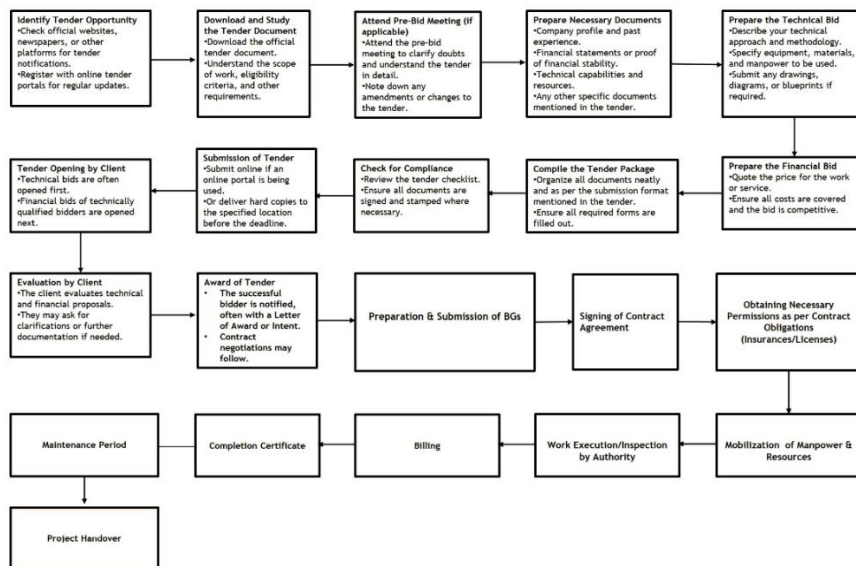 Identify Tender Opportunity
•Check official websites,
newspapers, or other
platforms for tender
notifications.
•Register with online tender
portals for regular updates.
Download and Study
the Tender Document
•Download the official
tender document.
•Understand the scope
of work, eligibility
criteria, and other
requirements.
Attend Pre-Bid Meeting (if
applicable)
•Attend the pre-bid
meeting to clarify doubts
and understand the tender
in detail.
•Note down any
amendments or changes to
the tender.
Prepare Necessary Documents
•Company profile and past
experience.
•Financial statements or proof
of financial stability.
•Technical capabilities and
resources.
•Any other specific documents
mentioned in the tender.
Prepare the Technical Bid
•Describe your technical
approach and methodology.
•Specify equipment, materials,
and manpower to be used.
•Submit any drawings,
diagrams, or blueprints if
required.
Tender Opening by Client
•Technical bids are often
opened first.
•Financial bids of technically
qualified bidders are opened
next.
Submission of Tender
•Submit online if an
online portal is being
used.
•Or deliver hard copies to
the specified location
before the deadline.
Check for Compliance
•Review the tender checklist.
•Ensure all documents are
signed and stamped where
necessary.
Compile the Tender Package
•Organize all documents neatly
and as per the submission format
mentioned in the tender.
•Ensure all required forms are
filled out.
Prepare the Financial Bid
•Quote the price for the work
or service.
•Ensure all costs are covered
and the bid is competitive.
Evaluation by Client
•The client evaluates technical
and financial proposals.
•They may ask for
clarifications or further
documentation if needed.
Award of Tender
• The successful
bidder is notified,
often with a Letter
of Award or Intent.
• Contract
negotiations may
follow.
Preparation & Submission of BGs
Signing of Contract
Agreement
Obtaining Necessary
Permissions as per Contract
Obligations
(Insurances/Licenses)
Maintenance Period
Completion Certificate
Billing
Work Execution/Inspection
by Authority
Mobilization of Manpower &
Resources
Project Handover